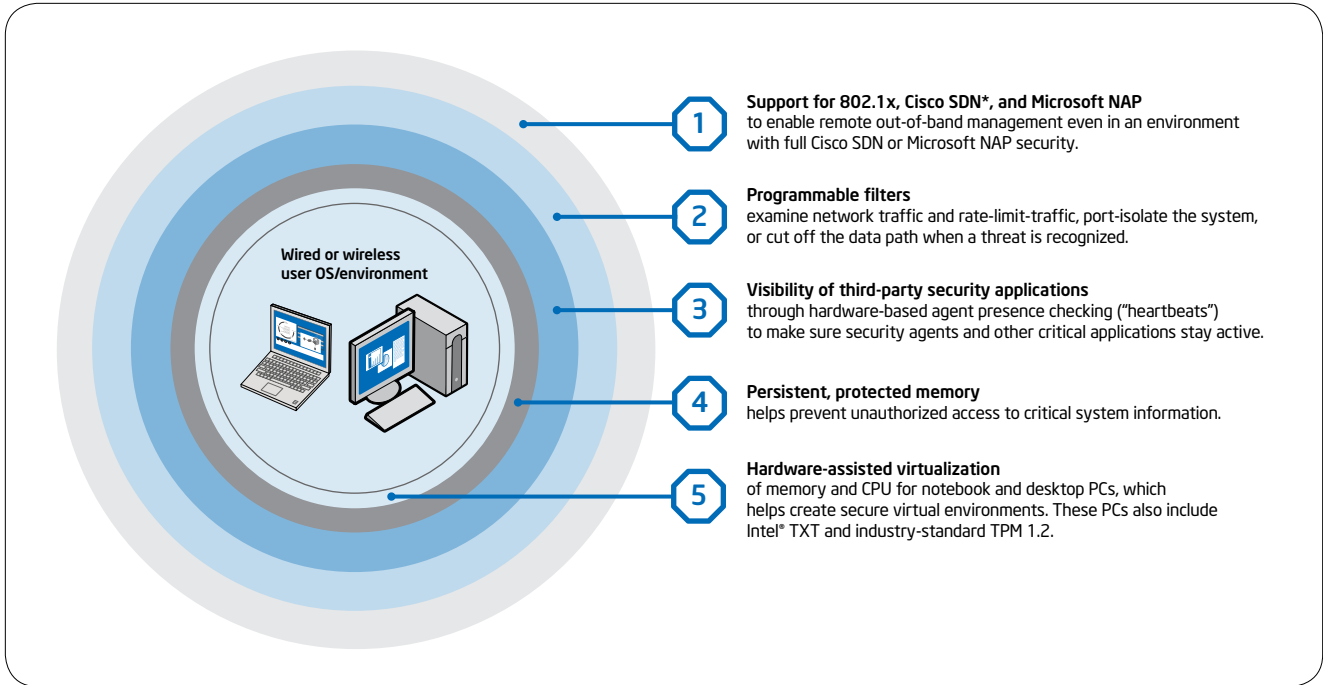 1
Support for 802.1x, Cisco SDN*, and Microsoft NAP
to enable remote out-of-band management even in an environment
with full Cisco SDN or Microsoft NAP security.
2
Programmable filters
examine network traffic and rate-limit-traffic, port-isolate the system,
or cut off the data path when a threat is recognized.
Wired or wireless
user OS/environment
3
Visibility of third-party security applications
through hardware-based agent presence checking (“heartbeats”)
to make sure security agents and other critical applications stay active.
4
Persistent, protected memory
helps prevent unauthorized access to critical system information.
5
Hardware-assisted virtualization
of memory and CPU for notebook and desktop PCs, which
helps create secure virtual environments. These PCs also include
Intel® TXT and industry-standard TPM 1.2.